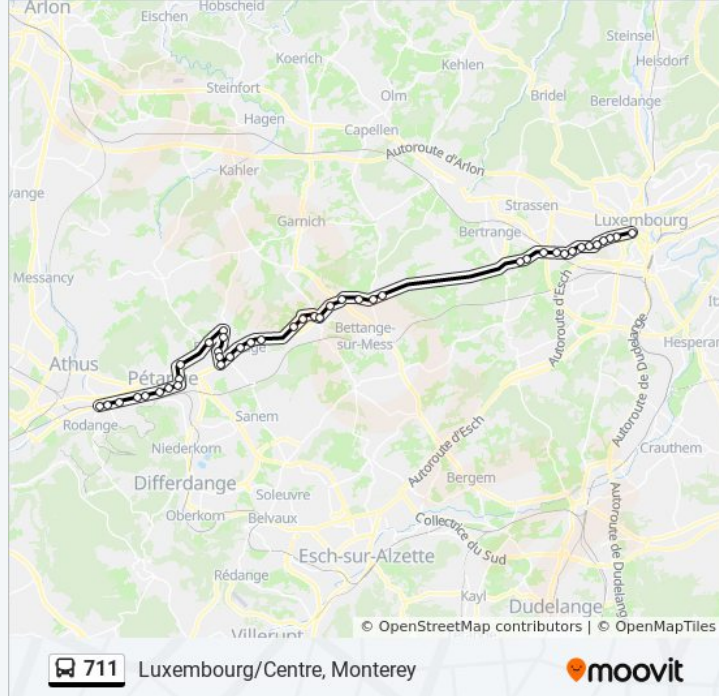 Arlon
Eischen
Hobscheid
Steinsel
Koerich
Kehlen
Heisdorf
Steinfort
Olm
Bridel
Bereldange
Hagen
Capellen
Autoroute d'Arlon
Kahler
vange
Strassen
Garnich
Luxembourg
Bertrange
Messancy
It
Autoroute d'Esch
Bettange-
sur-Mess
Hesperan
Athus
Pétange
Autoroute de Dudelange
Rodange
Sanem
Niederkorn
Autoroute d'Esch
Crauthem
Differdange
Bergem
Soleuvre
Oberkorn
Belvaux
Collectrice du Sud
Autoroute de Dudelang
Esch-sur-Alzette
Rédange
Kayl
Dudelange
Villerupt
© OpenStreetMap contributors | © OpenMapTiles
711 Luxembourg/Centre, Monterey
moovit